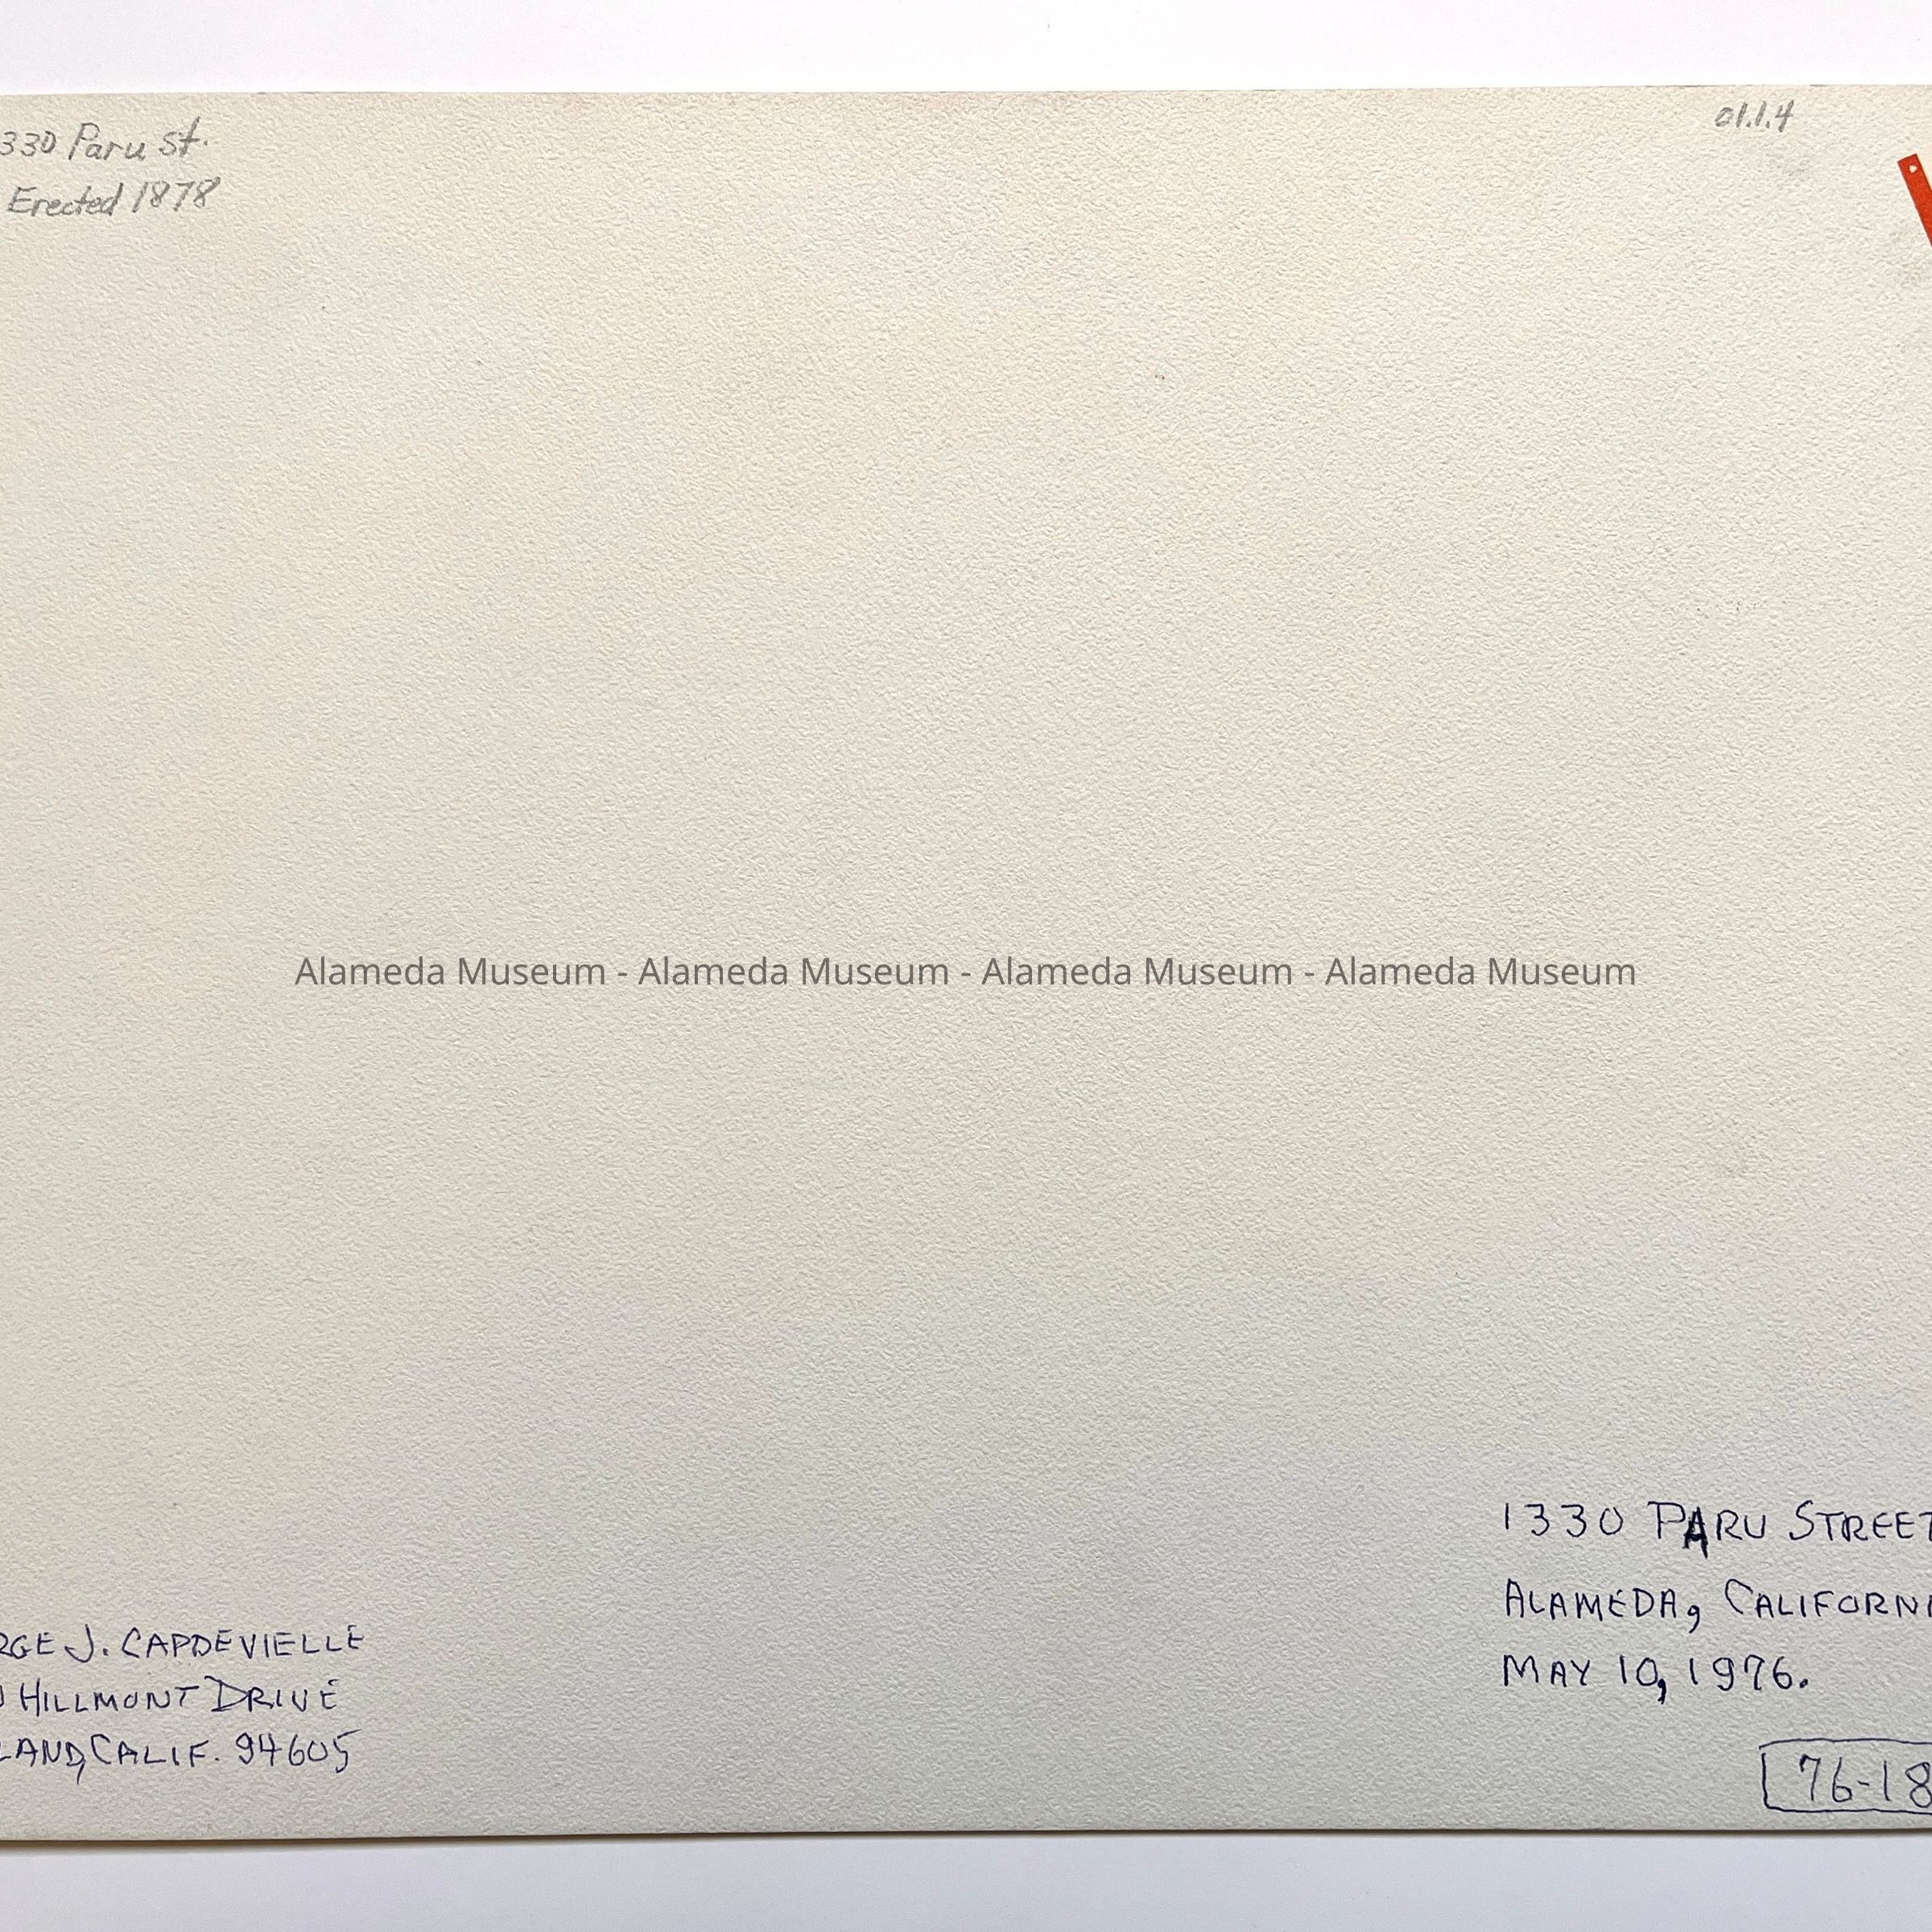 330 Paru St.
Erected 1878
01.1.4
Alameda Museum - Alameda Museum - Alameda Museum - Alameda Museum
1330 PARU STREET
ALAMEDA, CALIFORNI
MAY 10, 1976.
76-18
RGE J. CAPDEVIELLE
HILLMONT DRIVE
LAND, CALIF. 94605